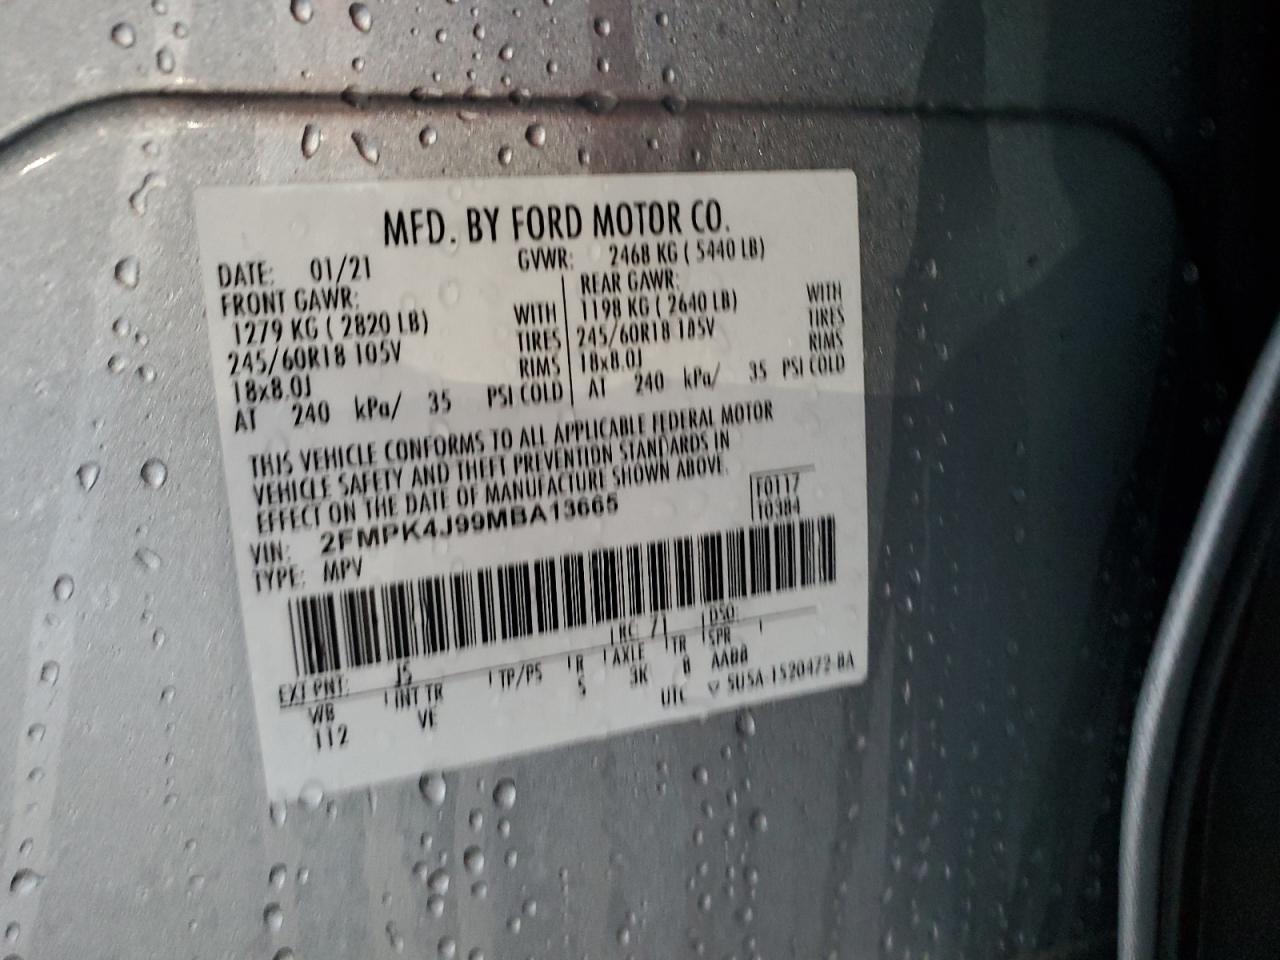 MFD. BY FORD MOTOR CO.
DATE: 01/21 GVWR: 2468 KG ( 5440 LB)
FRONT GAWR: REAR GAWR:
1279 KG ( 2820 LB) WITH 1198 KG ( 2640 LB) WITH
245/60R18 105V TIRES 245/60R18 105V TIRES
18x8.0J RIMS 18x8.0J RIMS
AT 240 kPa/ 35 PSI COLD AT 240 kPa/ 35 PSI COLD
THIS VEHICLE CONFORMS TO ALL APPLICABLE FEDERAL MOTOR
VEHICLE SAFETY AND THEFT PREVENTION STANDARDS IN
EFFECT ON THE DATE OF MANUFACTURE SHOWN ABOVE.
VIN: 2FMPK4J99MBA13665 F0117
TYPE: MPV T0384
EXT PNT: JS RC: 71 DSO:
WB INT TR TP/PS R AXLE TR SPR
112 VE S 3K 8 AABB
UTC ▽ 5U5A-1520472-BA